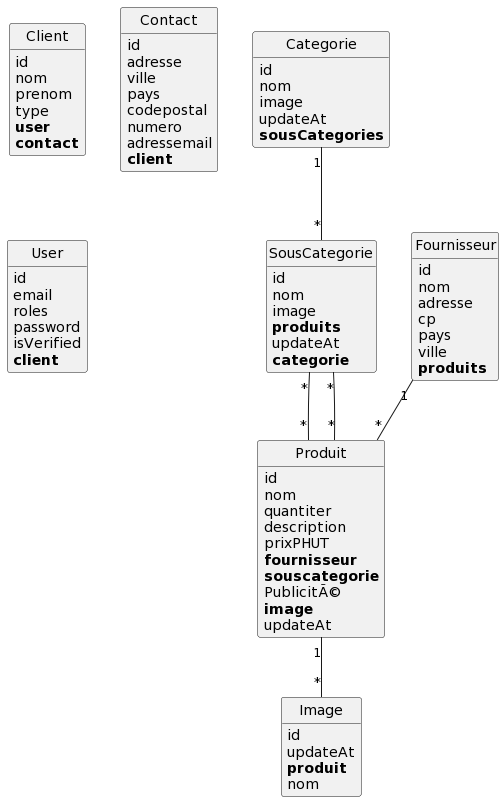 Client
id
nom
prenom
type
user
contact
Contact
id
adresse
ville
pays
codepostal
numero
adressemail
client
Categorie
id
nom
image
updateAt
sousCategories
1
*
User
id
email
roles
password
isVerified
client
SousCategorie
id
nom
image
produits
updateAt
categorie
Fournisseur
id
nom
adresse
cp
pays
ville
produits
* *
1
* *
*
Produit
id
nom
quantiter
description
prixPHUT
fournisseur
souscategorie
PublicitÃ©
image
updateAt
1
*
Image
id
updateAt
produit
nom